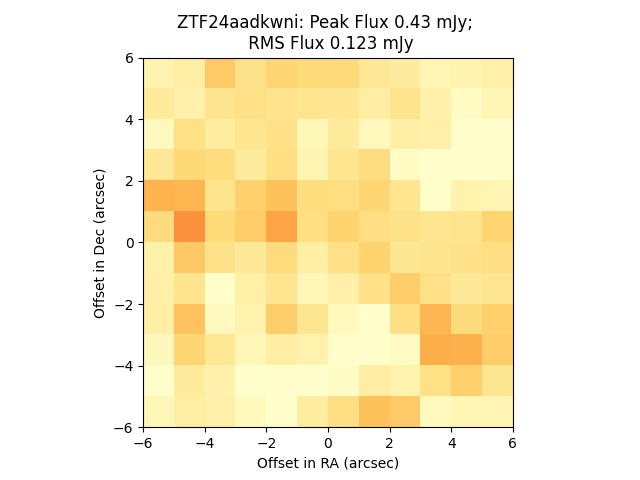 ZTF24aadkwni: Peak Flux 0.43 mJy;
RMS Flux 0.123 mJy
6
4
2
0
−2
−4
−6
Offset in Dec (arcsec)
−6 −4 −2 0 2 4 6
Offset in RA (arcsec)